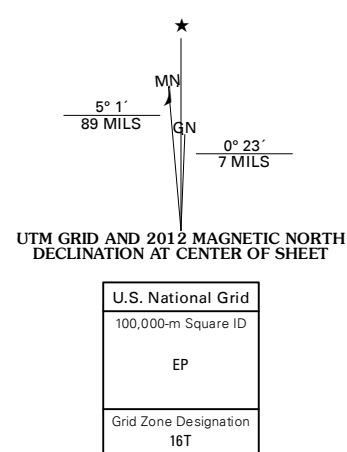 ★
MN
5° 1´
89 MILS
GN
0° 23´
7 MILS
UTM GRID AND 2012 MAGNETIC NORTH
DECLINATION AT CENTER OF SHEET
U.S. National Grid
100,000-m Square ID
EP
Grid Zone Designation
16T